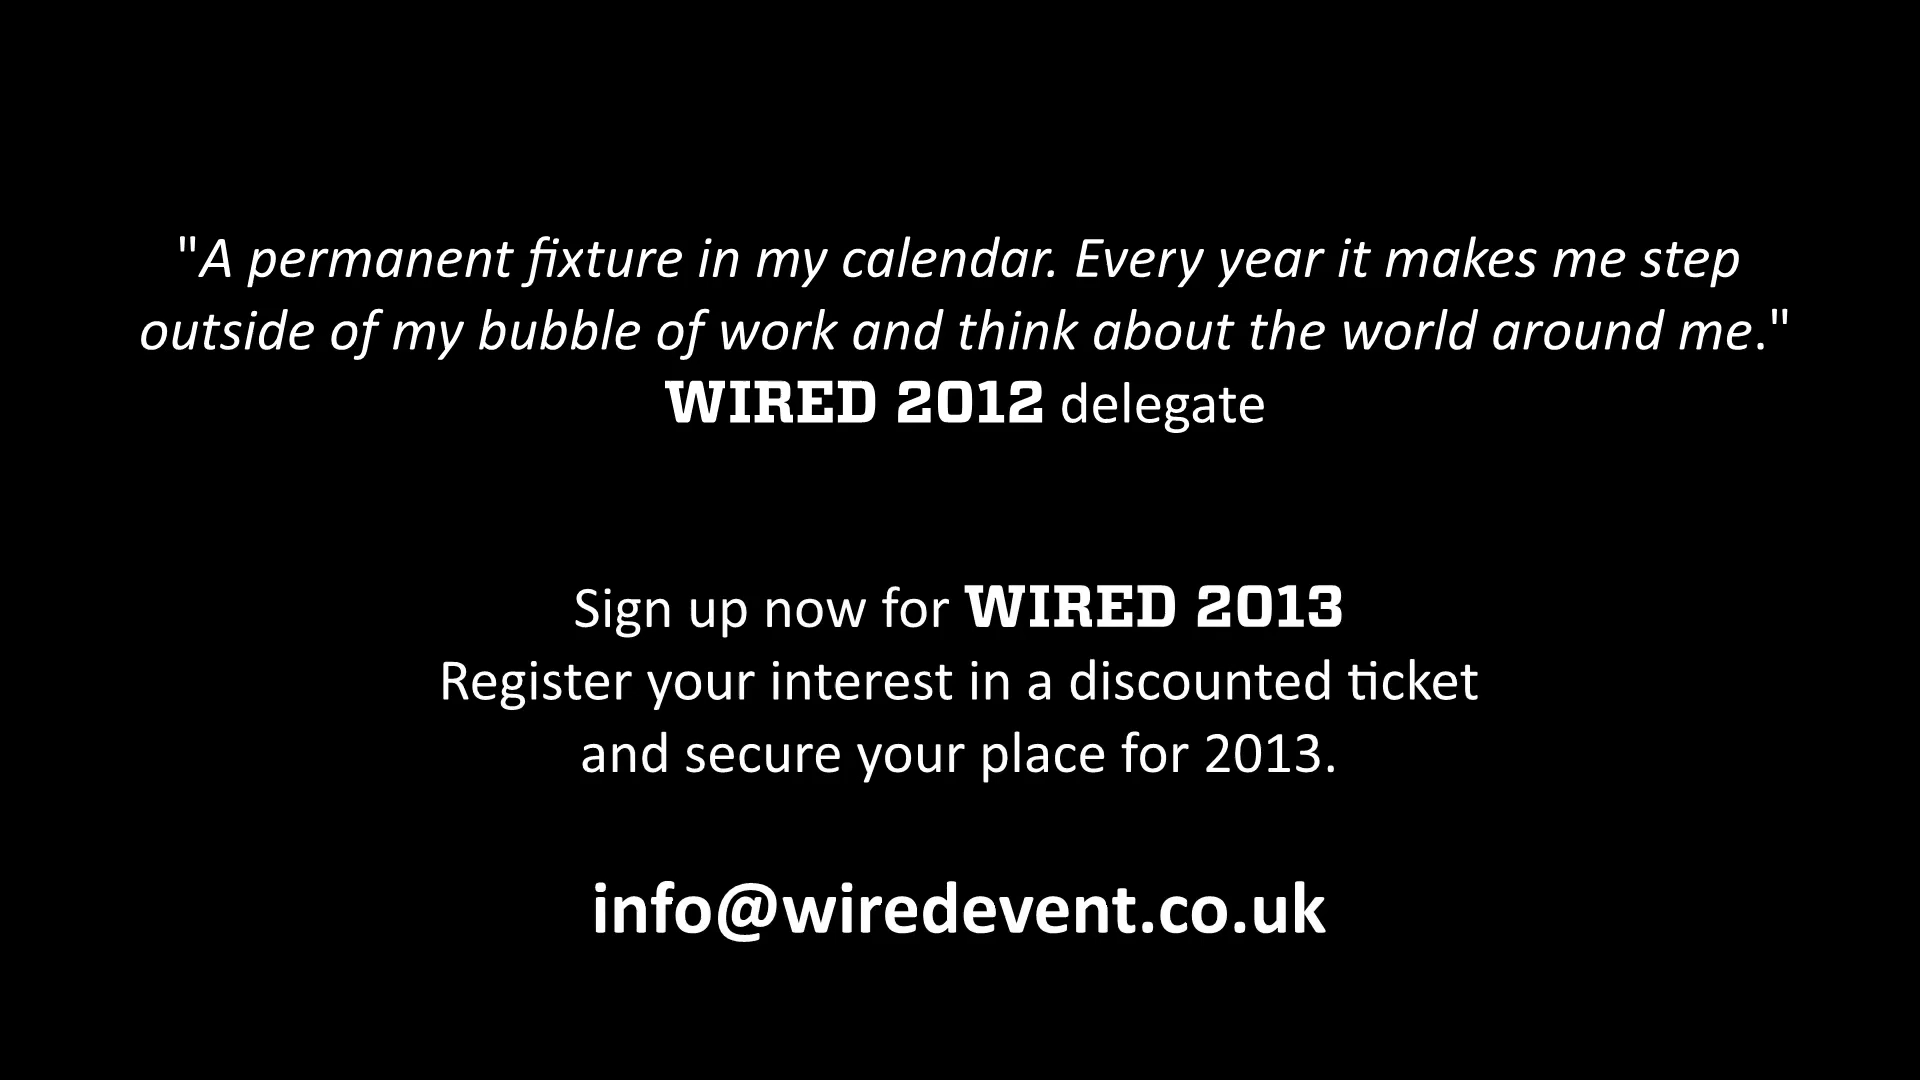 "A permanent fixture in my calendar. Every year it makes me step
outside of my bubble of work and think about the world around me."
WIRED 2012 delegate
Sign up now for WIRED 2013
Register your interest in a discounted ticket
and secure your place for 2013.
info@wiredevent.co.uk